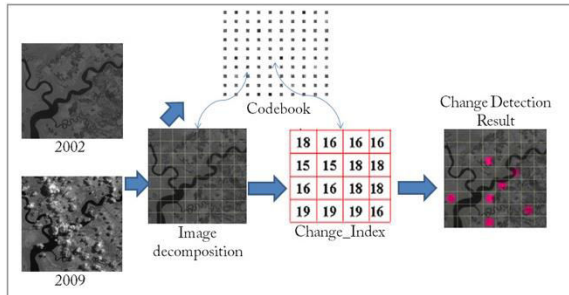 Codebook
2002
2009
Image
decomposition
18 16 16 16
15 15 18 18
16 16 18 18
19 19 19 16
Change_Index
Change Detection
Result